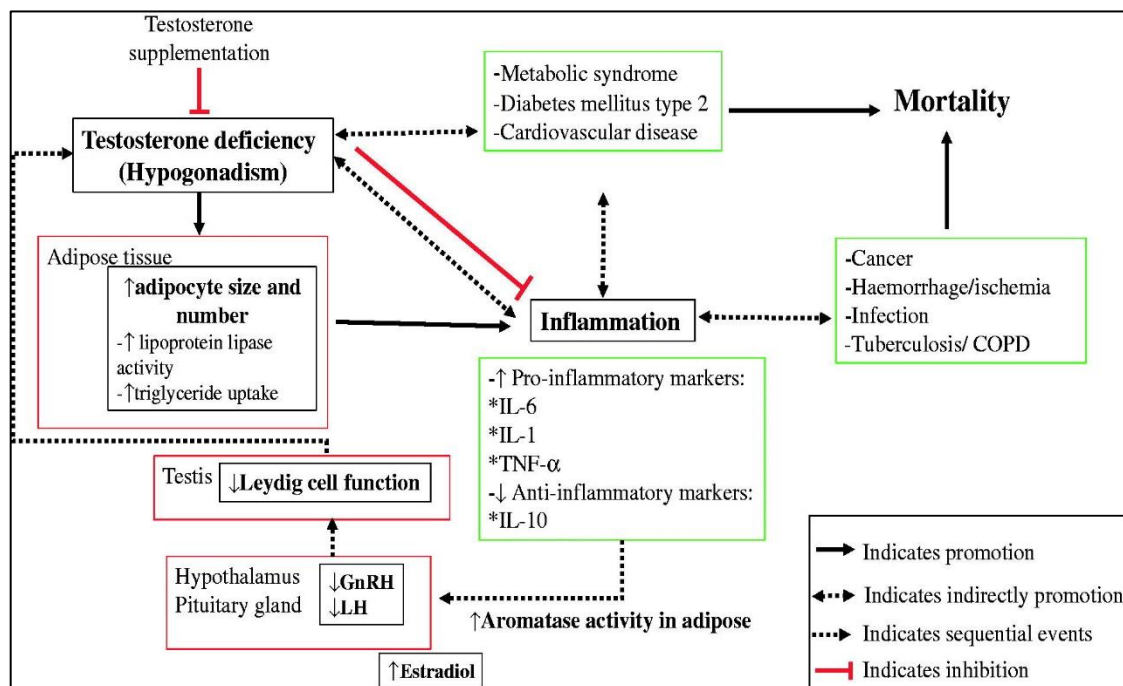 Testosterone
supplementation
Testosterone deficiency
(Hypogonadism)
-Metabolic syndrome
-Diabetes mellitus type 2
-Cardiovascular disease
Mortality
Adipose tissue
↑adipocyte size and
number
-↑ lipoprotein lipase
activity
-↑triglyceride uptake
Inflammation
-Cancer
-Haemorrhage/ischemia
-Infection
-Tuberculosis/ COPD
-↑ Pro-inflammatory markers:
*IL-6
*IL-1
*TNF-α
-↓ Anti-inflammatory markers:
*IL-10
Testis
↓Leydig cell function
Hypothalamus
Pituitary gland
↓GnRH
↓LH
↑Aromatase activity in adipose
↑Estradiol
Indicates promotion
Indicates indirectly promotion
Indicates sequential events
Indicates inhibition